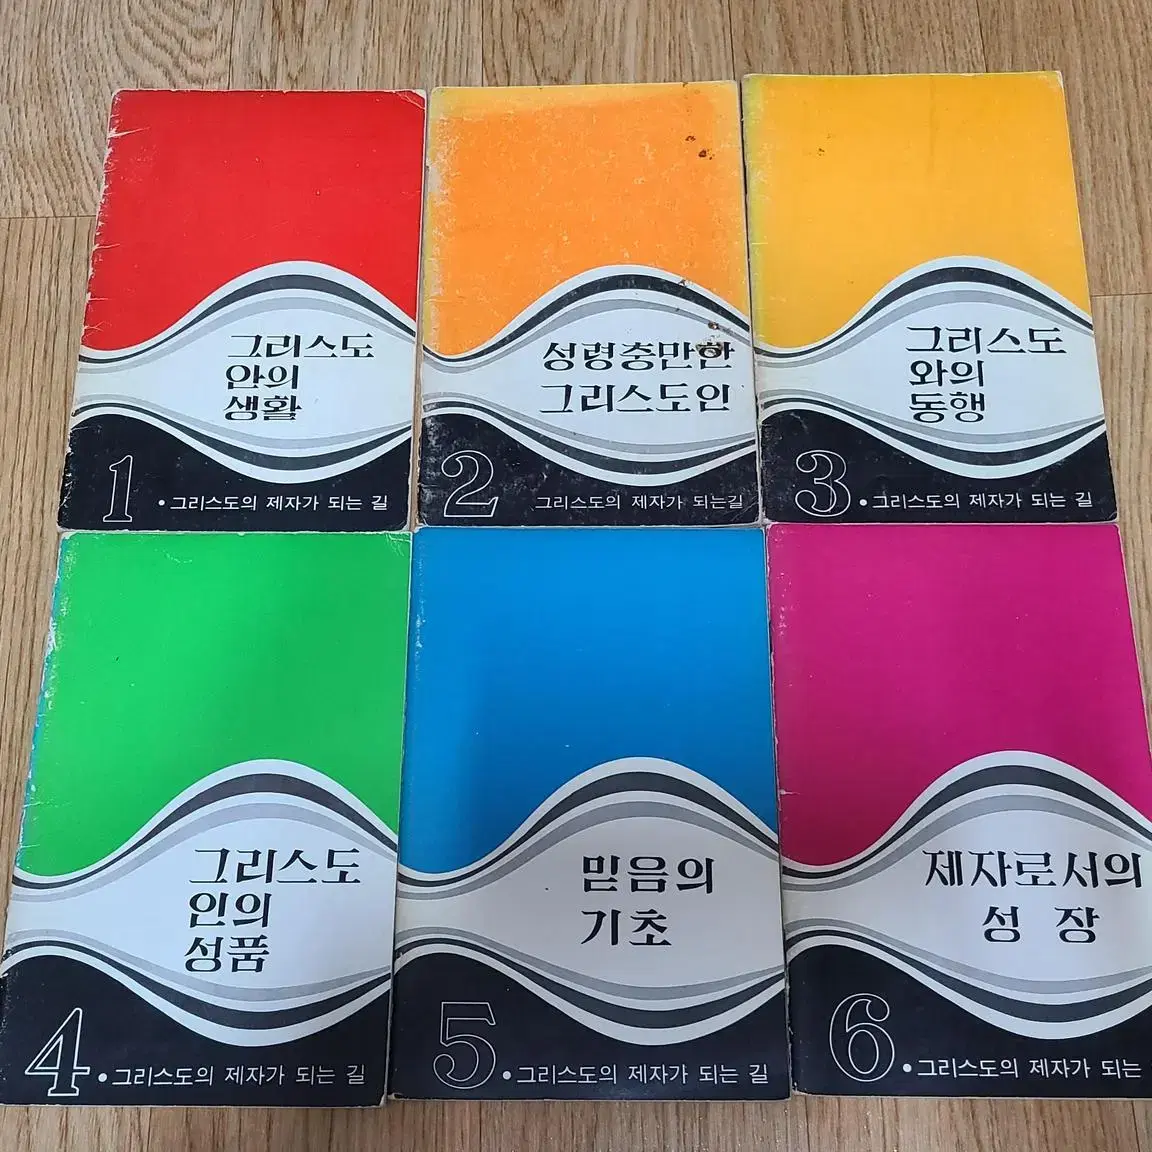 그리스도
안의
생활
1
• 그리스도의 제자가 되는 길
성령충만한
그리스도인
2
그리스도의 제자가 되는길
그리스도
와의
동행
3
• 그리스도의 제자가 되는 길
그리스도
인의
성품
4
• 그리스도의 제자가 되는 길
믿음의
기초
5
• 그리스도의 제자가 되는 길
제자로서의
성 장
6
• 그리스도의 제자가 되는